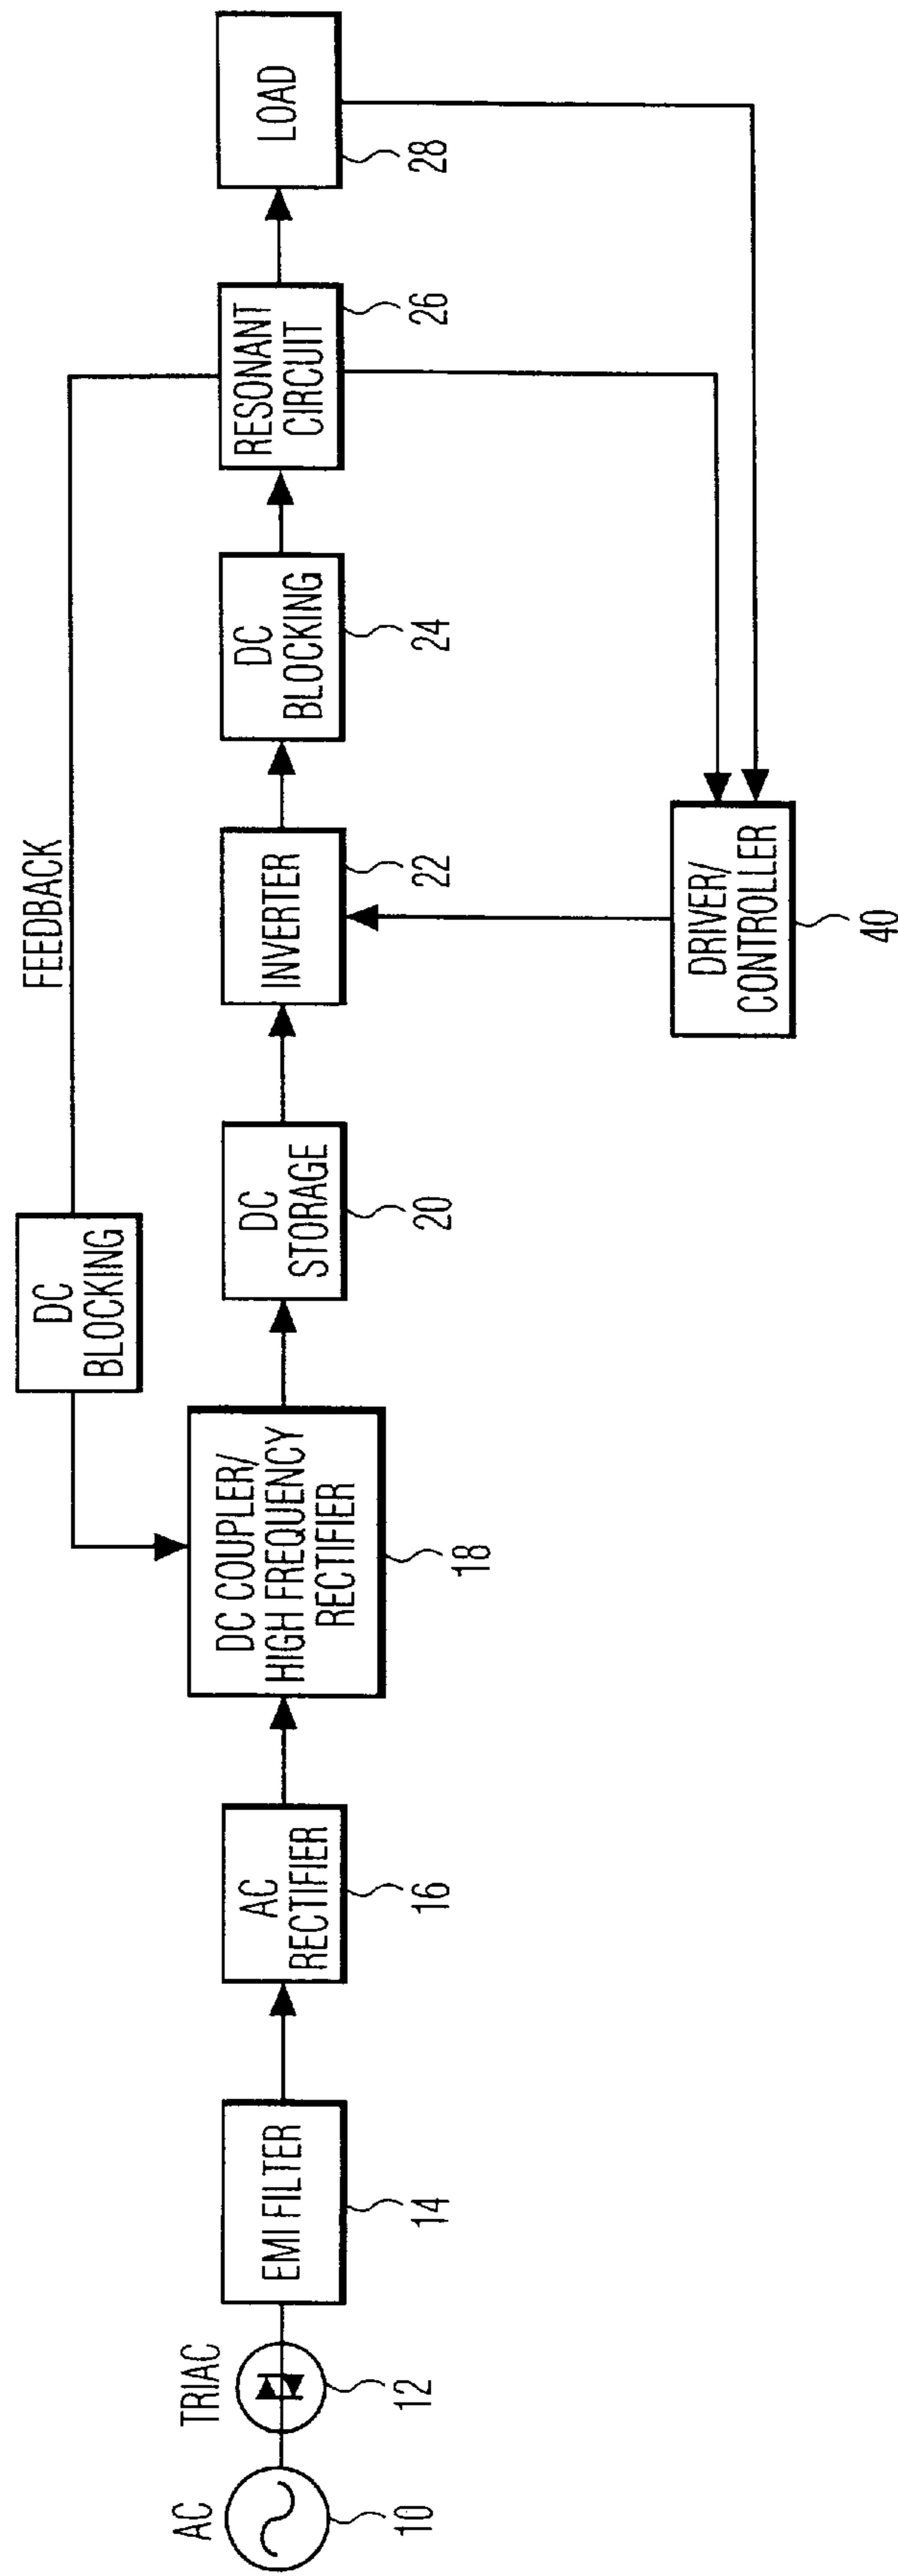 AC
10
TRIAC
12
EMI FILTER
14
AC
RECTIFIER
16
DC COUPLER/
HIGH FREQUENCY
RECTIFIER
18
DC
BLOCKING
FEEDBACK
DC
STORAGE
20
INVERTER
22
DC
BLOCKING
24
RESONANT
CIRCUIT
26
LOAD
28
DRIVER/
CONTROLLER
40